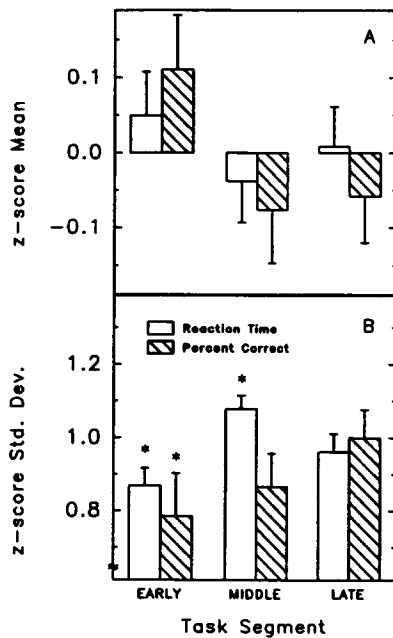 A
z-score Mean
0.1
0.0
−0.1
B
Reaction Time
Percent Correct
z-score Std. Dev.
1.2
1.0
0.8
*
*
*
*
EARLY MIDDLE LATE
Task Segment